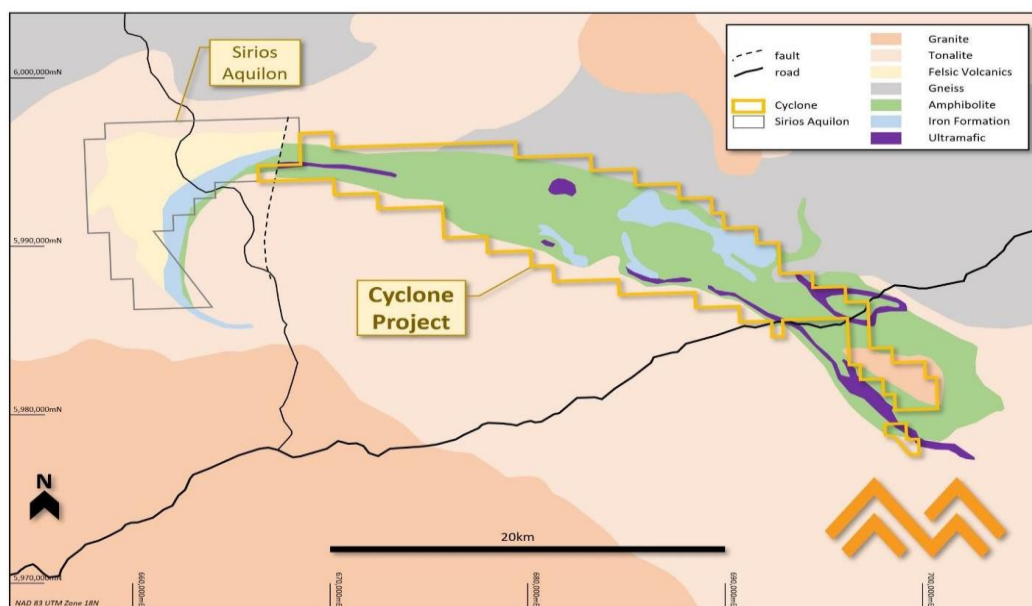 Sirios
Aquilon
6,000,000mN
5,990,000mN
5,980,000mN
5,970,000mN
fault
road
Cyclone
Sirios Aquilon
Granite
Tonalite
Felsic Volcanics
Gneiss
Amphibolite
Iron Formation
Ultramafic
Cyclone
Project
N
20km
NAD 83 UTM Zone 18N